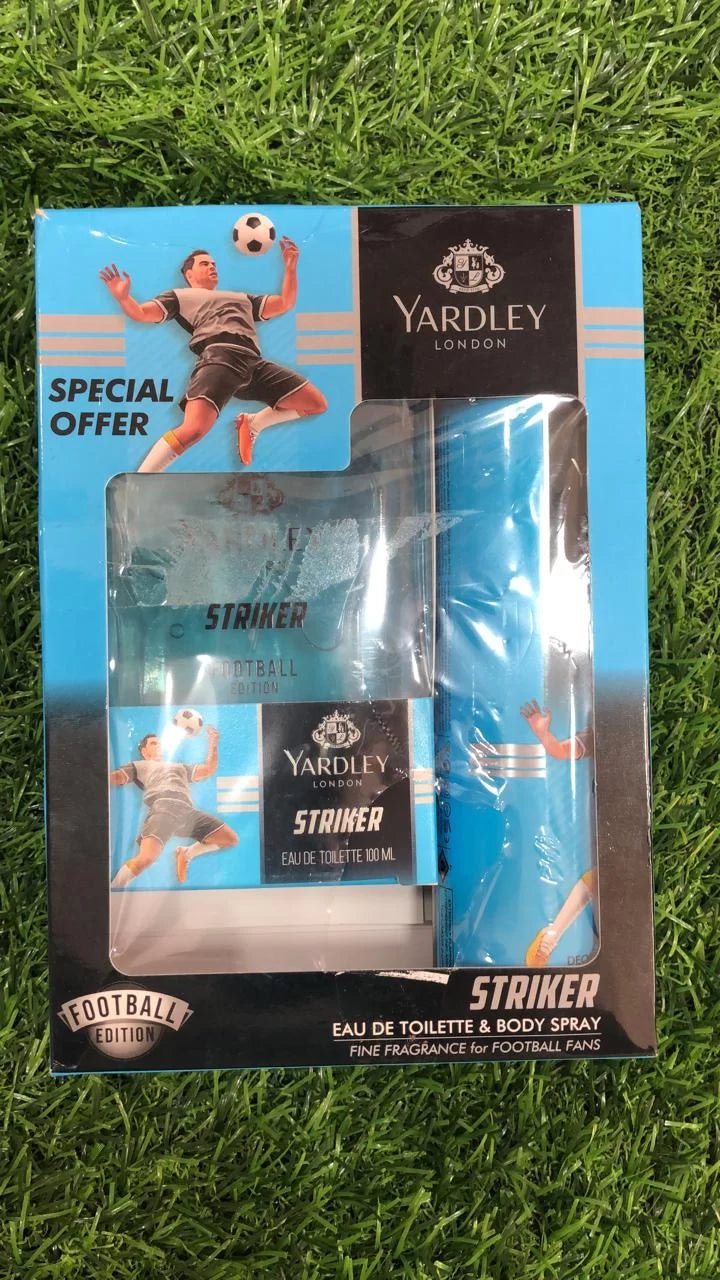 YARDLEY
LONDON
SPECIAL
OFFER
STRIKER
FOOTBALL
EDITION
YARDLEY
LONDON
STRIKER
EAU DE TOILETTE 100 ML
DEO
STRIKER
EAU DE TOILETTE & BODY SPRAY
FINE FRAGRANCE for FOOTBALL FANS
FOOTBALL
EDITION